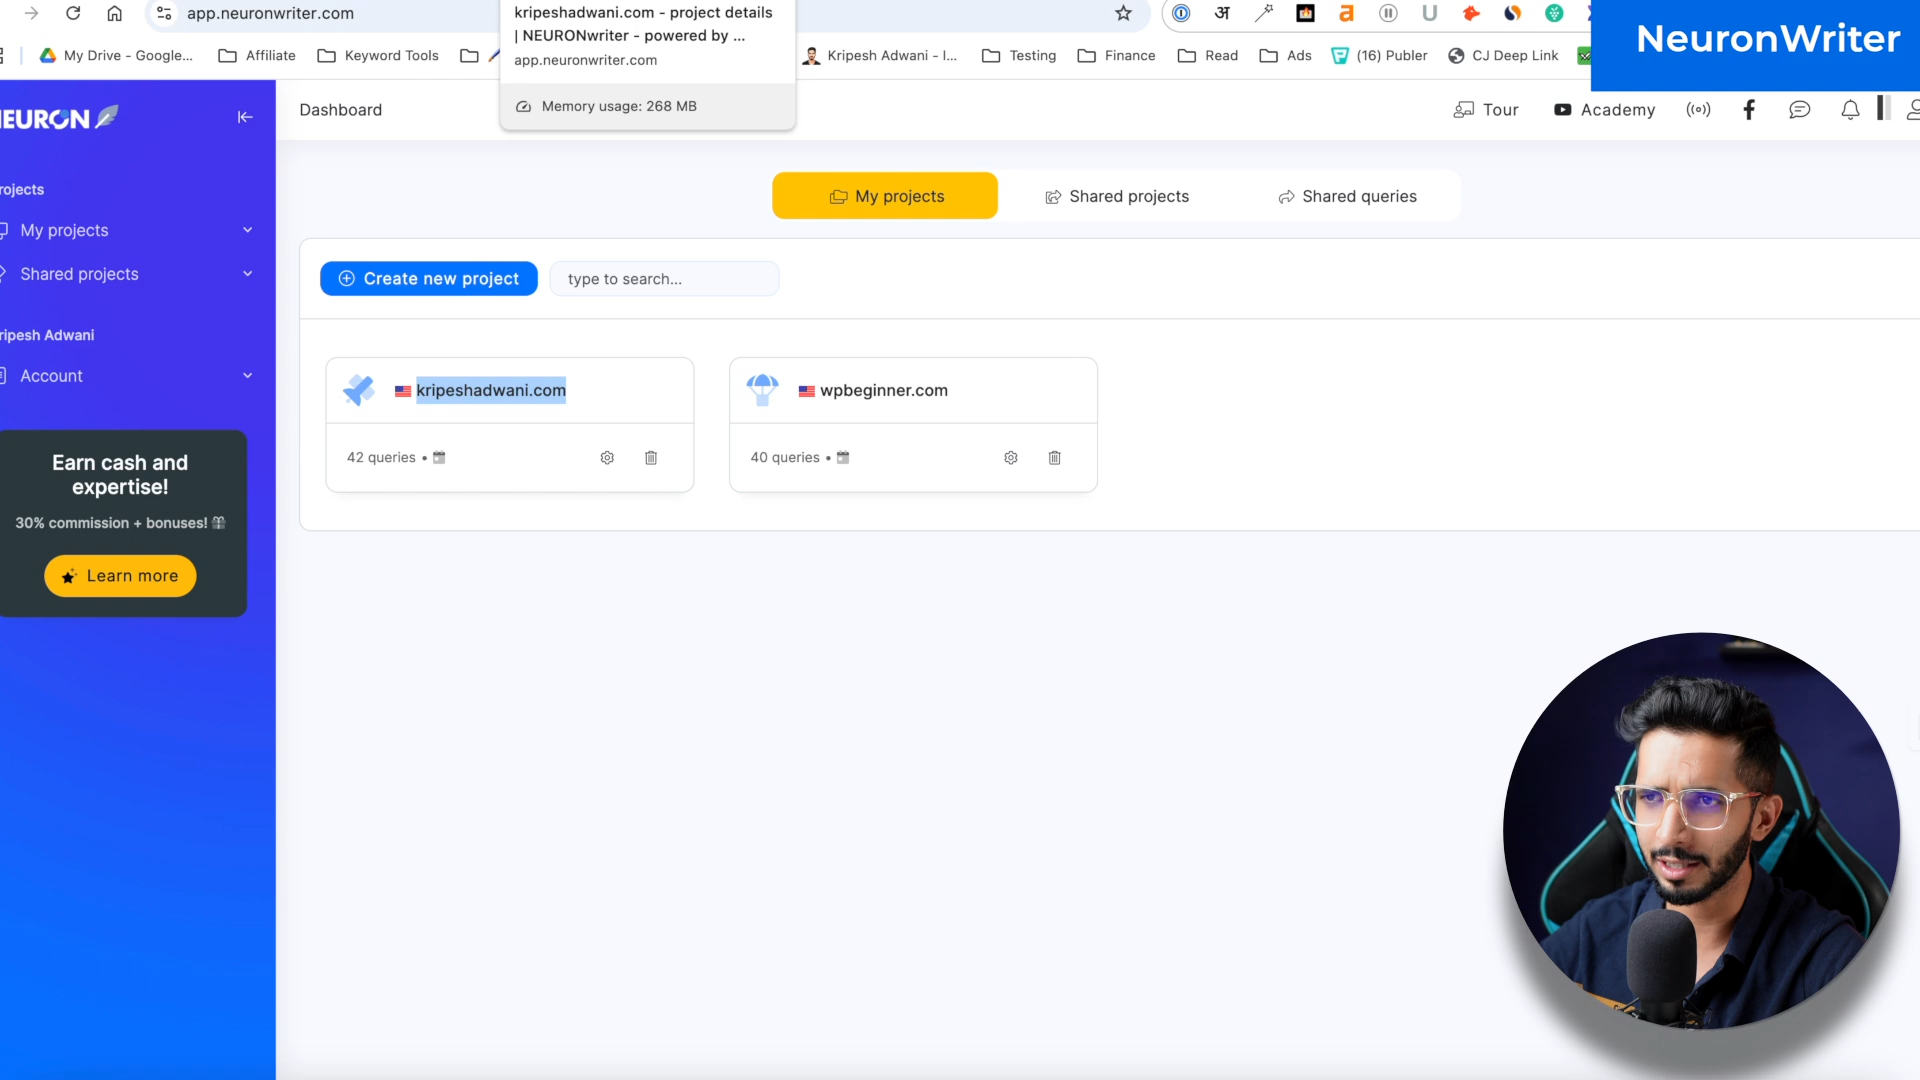 app.neuronwriter.com
kripeshadwani.com - project details
| NEURONwriter - powered by ...
app.neuronwriter.com
Memory usage: 268 MB
अ
a
U
NeuronWriter
My Drive - Google...
Affiliate
Keyword Tools
Kripesh Adwani - I...
Testing
Finance
Read
Ads
(16) Publer
CJ Deep Link
NEURON
Dashboard
Tour
Academy
rojects
My projects
Shared projects
ripesh Adwani
Account
Earn cash and
expertise!
30% commission + bonuses!
Learn more
My projects
Shared projects
Shared queries
Create new project
type to search...
kripeshadwani.com
wpbeginner.com
42 queries •
40 queries •